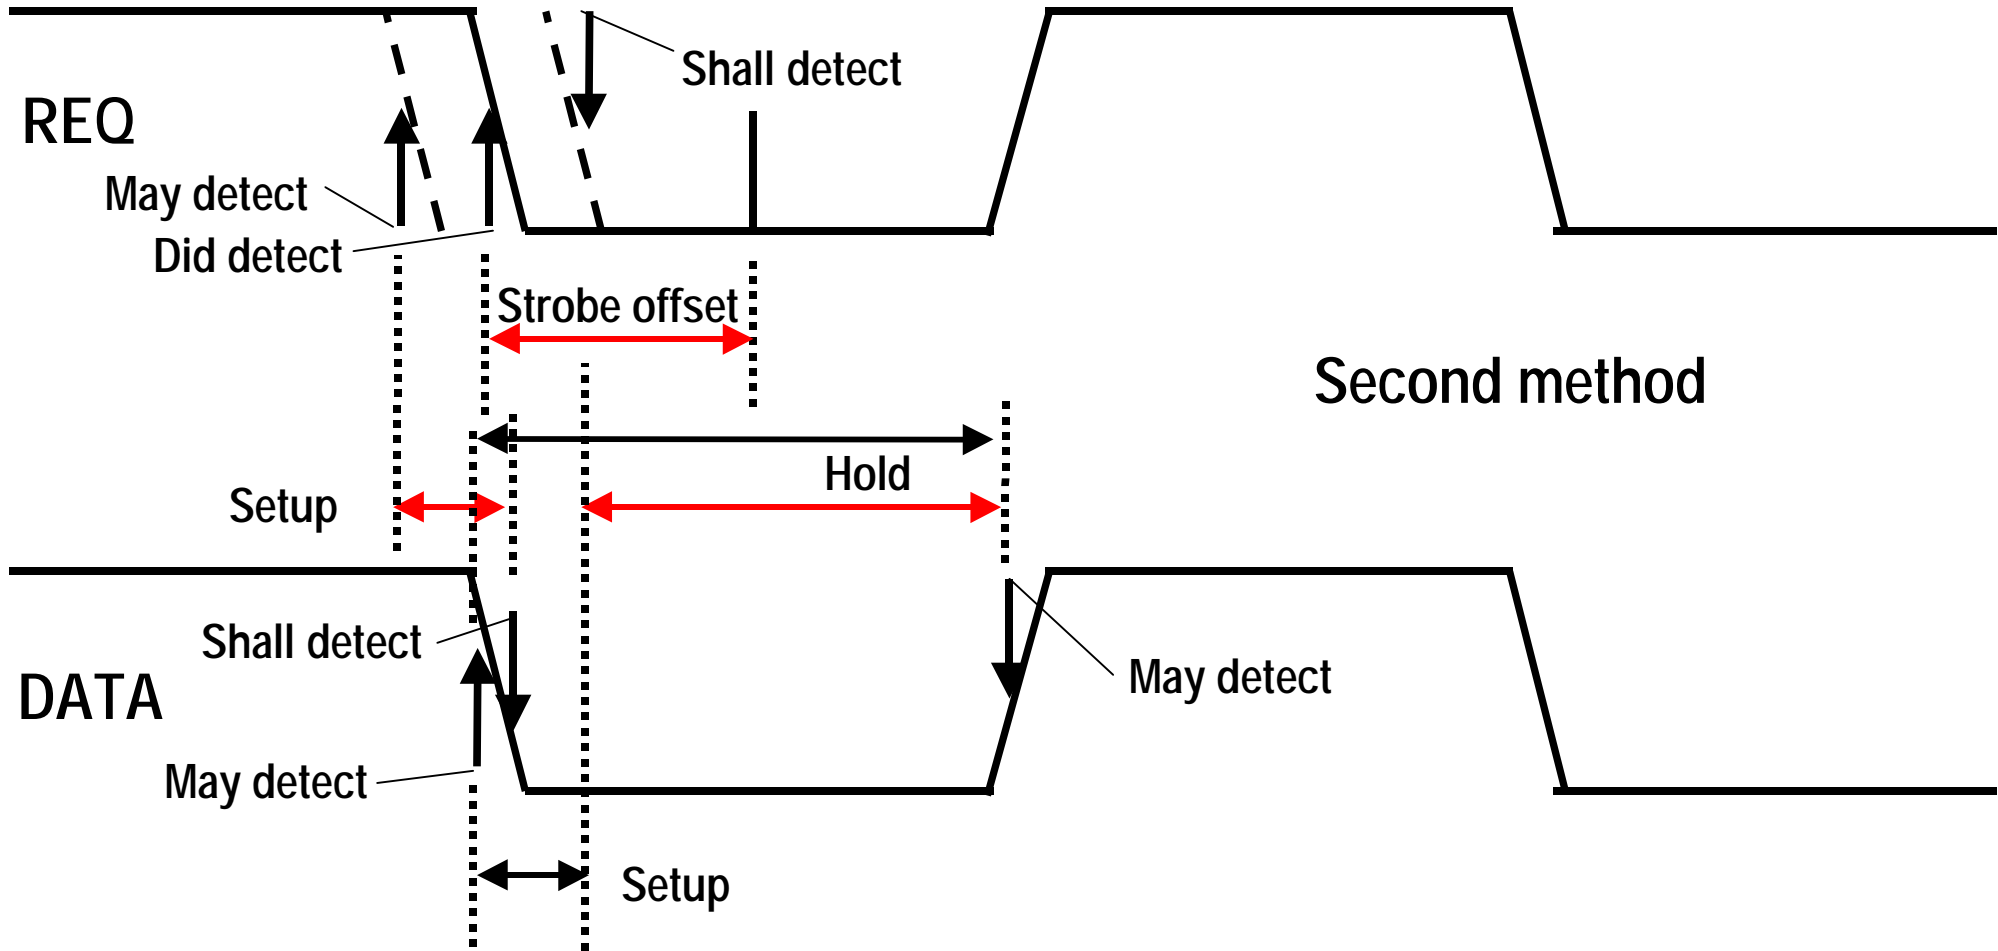 Shall detect
REQ
May detect
Did detect
Strobe offset
Second method
Hold
Setup
Shall detect
May detect
DATA
May detect
Setup